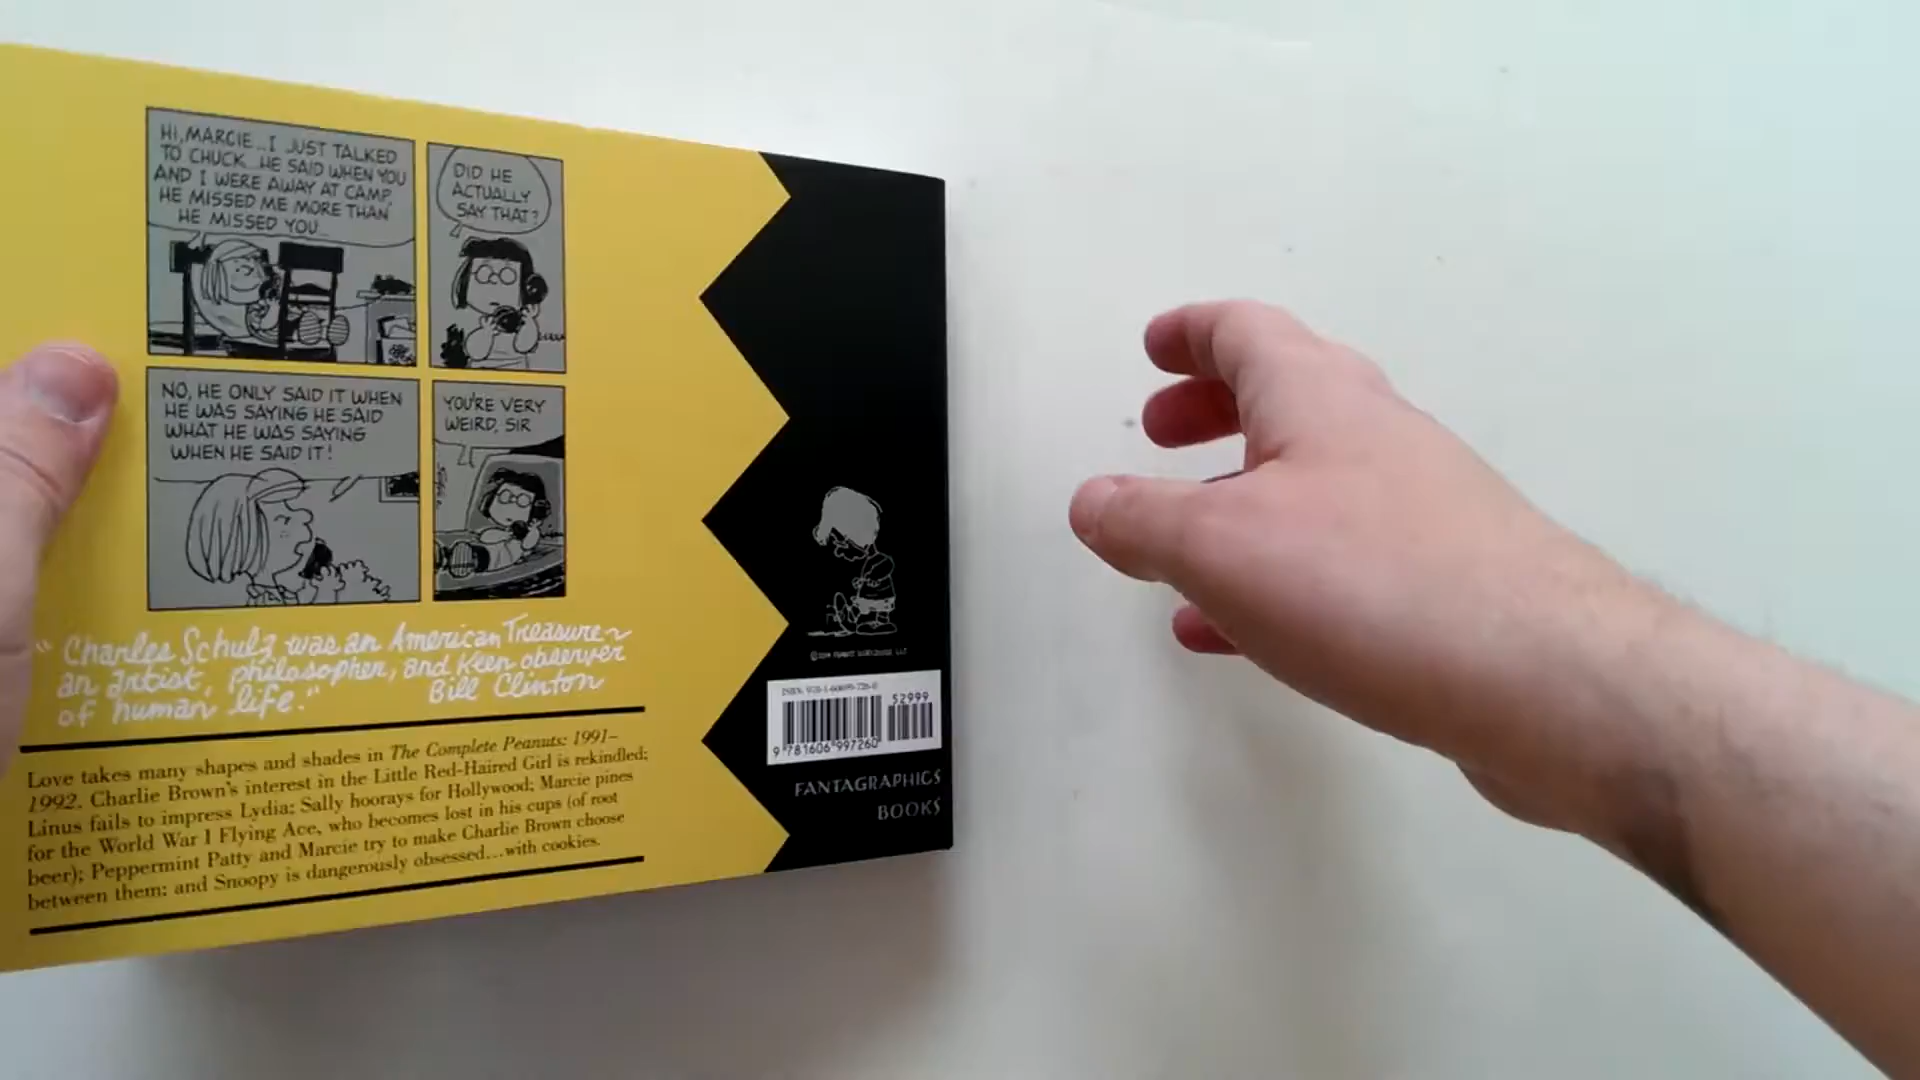 HI, MARCIE...I JUST TALKED
TO CHUCK...HE SAID WHEN YOU
AND I WERE AWAY AT CAMP,
HE MISSED ME MORE THAN
HE MISSED YOU...
DID HE
ACTUALLY
SAY THAT?
NO, HE ONLY SAID IT WHEN
HE WAS SAYING HE SAID
WHAT HE WAS SAYING
WHEN HE SAID IT!
YOU'RE VERY
WEIRD, SIR
"Charles Schulz was an American Treasure~
an artist, philosopher, and keen observer
of human life." Bill Clinton
Love takes many shapes and shades in The Complete Peanuts: 1991–
1992. Charlie Brown's interest in the Little Red-Haired Girl is rekindled;
Linus fails to impress Lydia; Sally hoorays for Hollywood; Marcie pines
for the World War I Flying Ace, who becomes lost in his cups (of root
beer); Peppermint Patty and Marcie try to make Charlie Brown choose
between them; and Snoopy is dangerously obsessed...with cookies.
ISBN 978-1-60699-726-0
52999
9 781606 997260
FANTAGRAPHICS
BOOKS